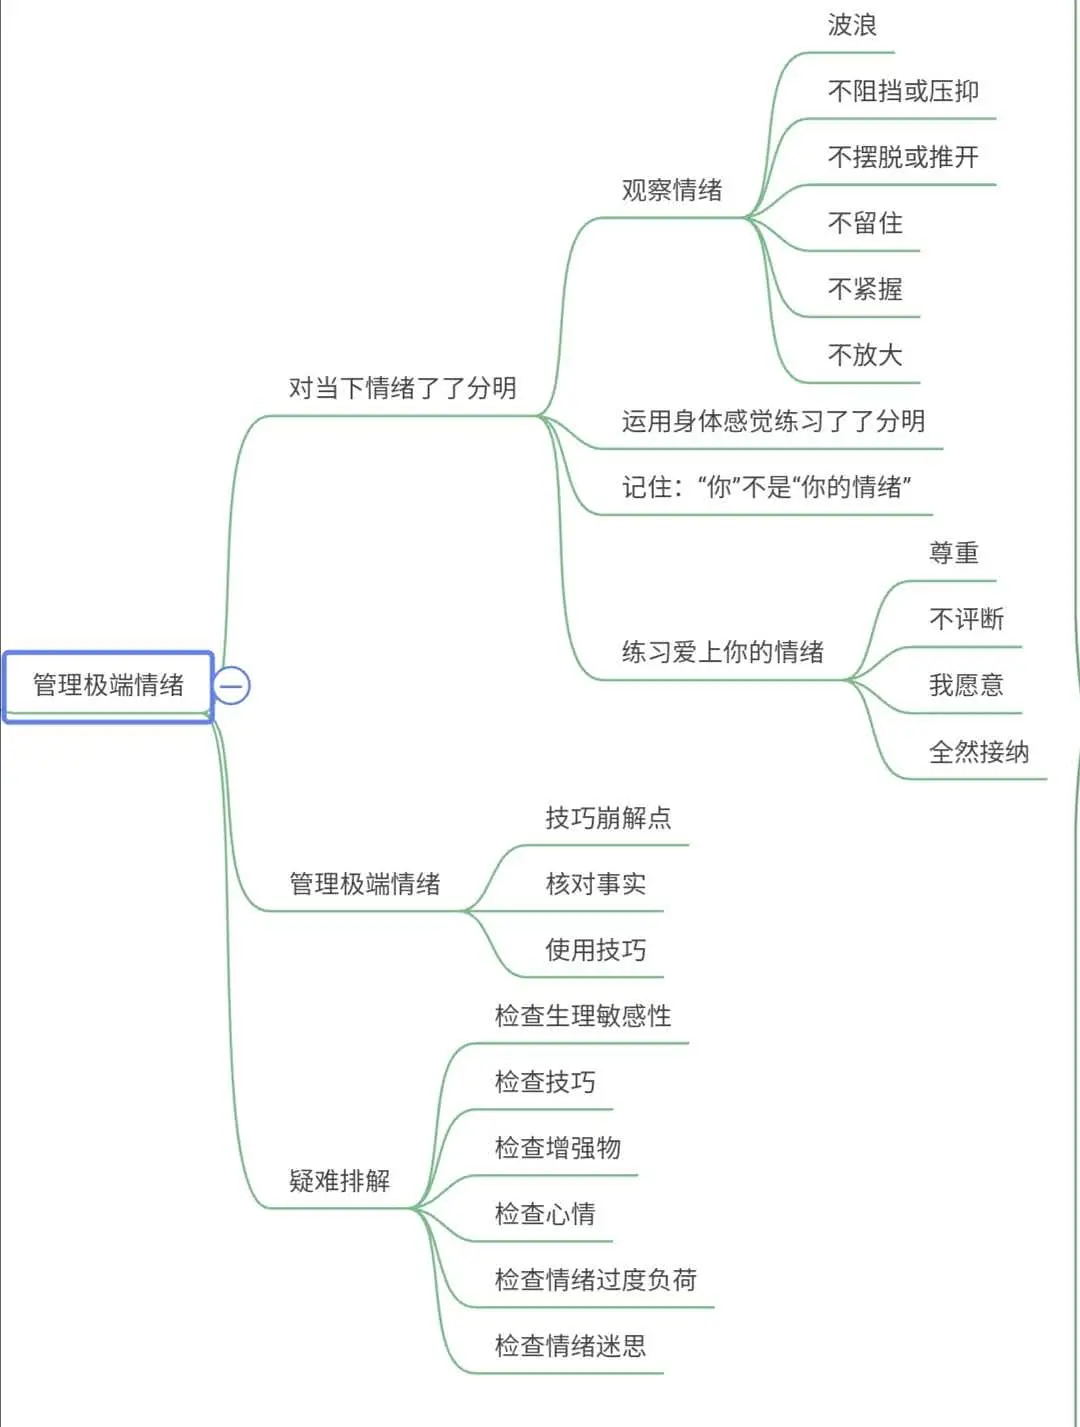 波浪
不阻挡或压抑
不摆脱或推开
观察情绪
不留住
不紧握
不放大
对当下情绪了了分明
运用身体感觉练习了了分明
记住：“你”不是“你的情绪”
尊重
不评断
练习爱上你的情绪
我愿意
全然接纳
管理极端情绪
技巧崩解点
管理极端情绪
核对事实
使用技巧
检查生理敏感性
检查技巧
检查增强物
疑难排解
检查心情
检查情绪过度负荷
检查情绪迷思